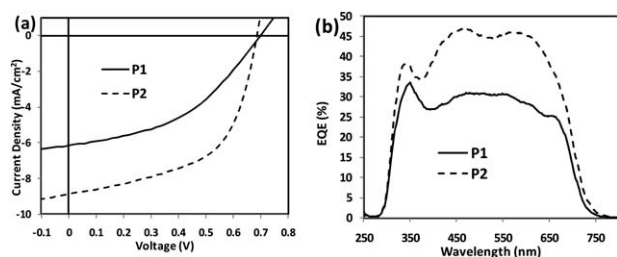 (a)
0
-2
-4
-6
-8
-10
Current Density (mA/cm²)
P1
P2
-0.1 0 0.1 0.2 0.3 0.4 0.5 0.6 0.7 0.8
Voltage (V)
(b)
50
45
40
35
30
25
20
15
10
5
0
EQE (%)
P1
P2
250 350 450 550 650 750
Wavelength (nm)